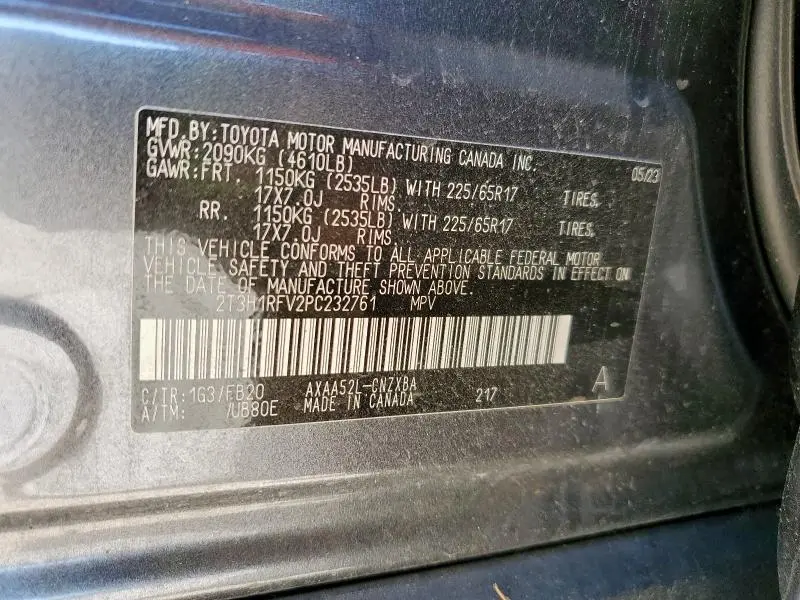 MFD.BY:TOYOTA MOTOR MANUFACTURING CANADA INC.
GVWR:2090KG (4610LB) 05/23
GAWR:FRT. 1150KG (2535LB) WITH 225/65R17 TIRES,
17X7.0J RIMS,
RR. 1150KG (2535LB) WITH 225/65R17 TIRES,
17X7.0J RIMS
THIS VEHICLE CONFORMS TO ALL APPLICABLE FEDERAL MOTOR
VEHICLE SAFETY AND THEFT PREVENTION STANDARDS IN EFFECT ON
THE DATE OF MANUFACTURE SHOWN ABOVE.
2T3H1RFV2PC232761 MPV
C/TR:1G3/FB20 AXAA52L-CNZXBA A
A/TM: /UB80E MADE IN CANADA 217